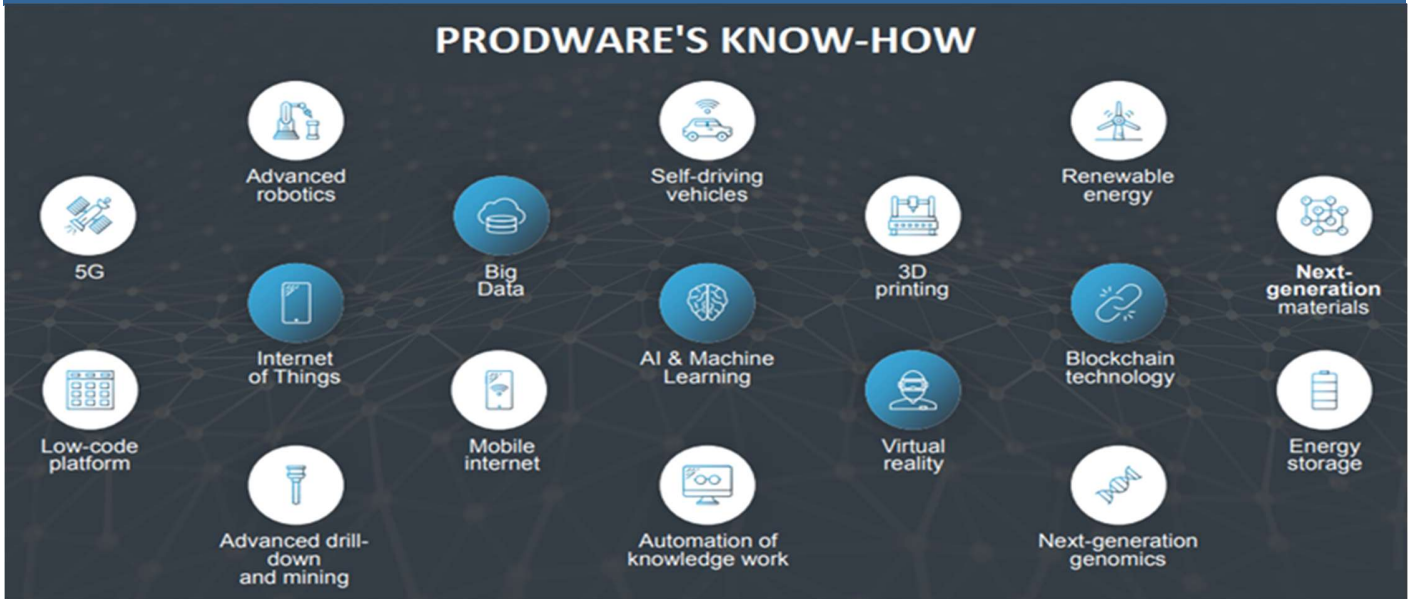 PRODWARE'S KNOW-HOW
Advanced
robotics
Self-driving
vehicles
Renewable
energy
5G
Big
Data
3D
printing
Next-
generation
materials
Internet
of Things
AI & Machine
Learning
Blockchain
technology
Low-code
platform
Mobile
internet
Virtual
reality
Energy
storage
Advanced drill-
down
and mining
Automation of
knowledge work
Next-generation
genomics